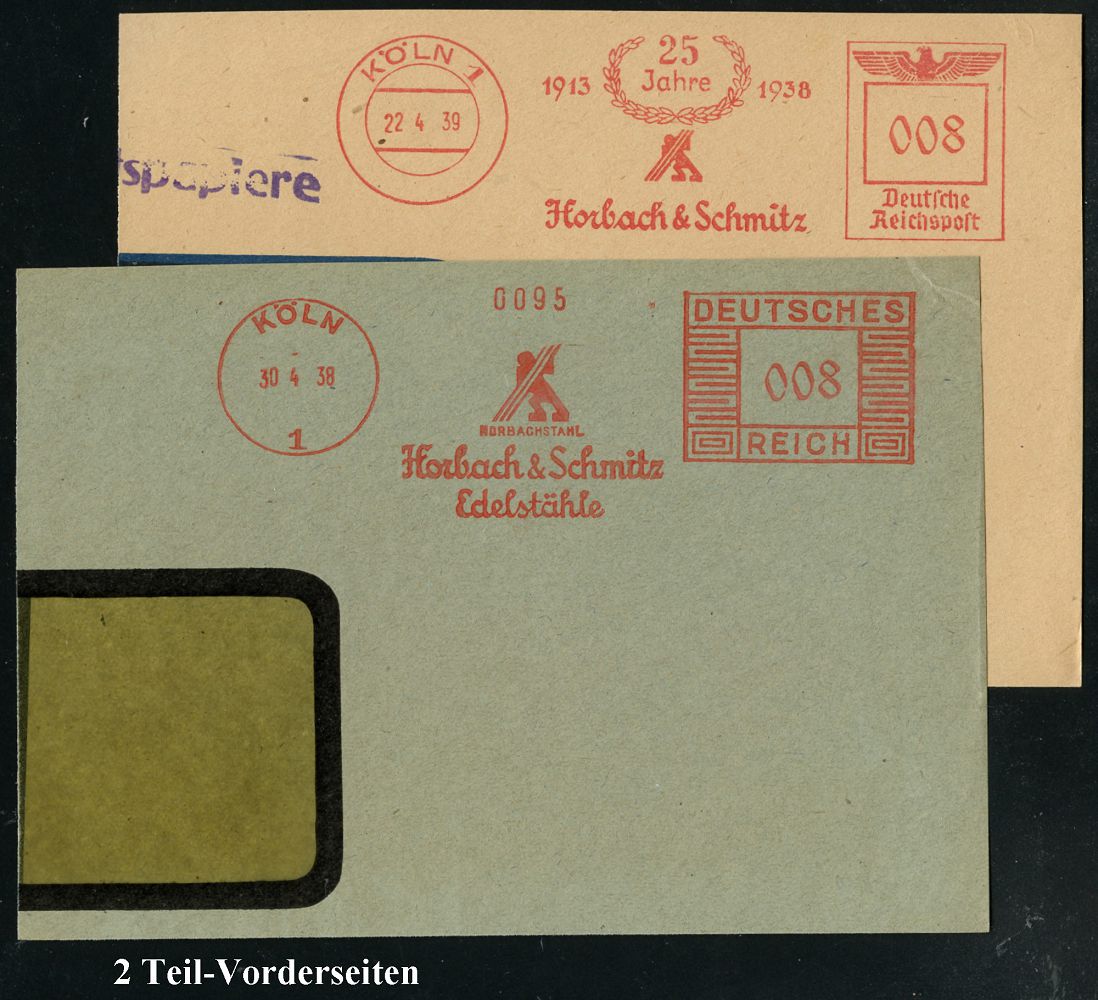 KÖLN 1
22 4 39
25
Jahre
1913 1938
Horbach & Schmitz
008
Deutsche
Reichspost
spapiere
0095
KÖLN
30 4 38
1
HORBACHSTAHL
Horbach & Schmitz
Edelstähle
DEUTSCHES
008
REICH
2 Teil-Vorderseiten